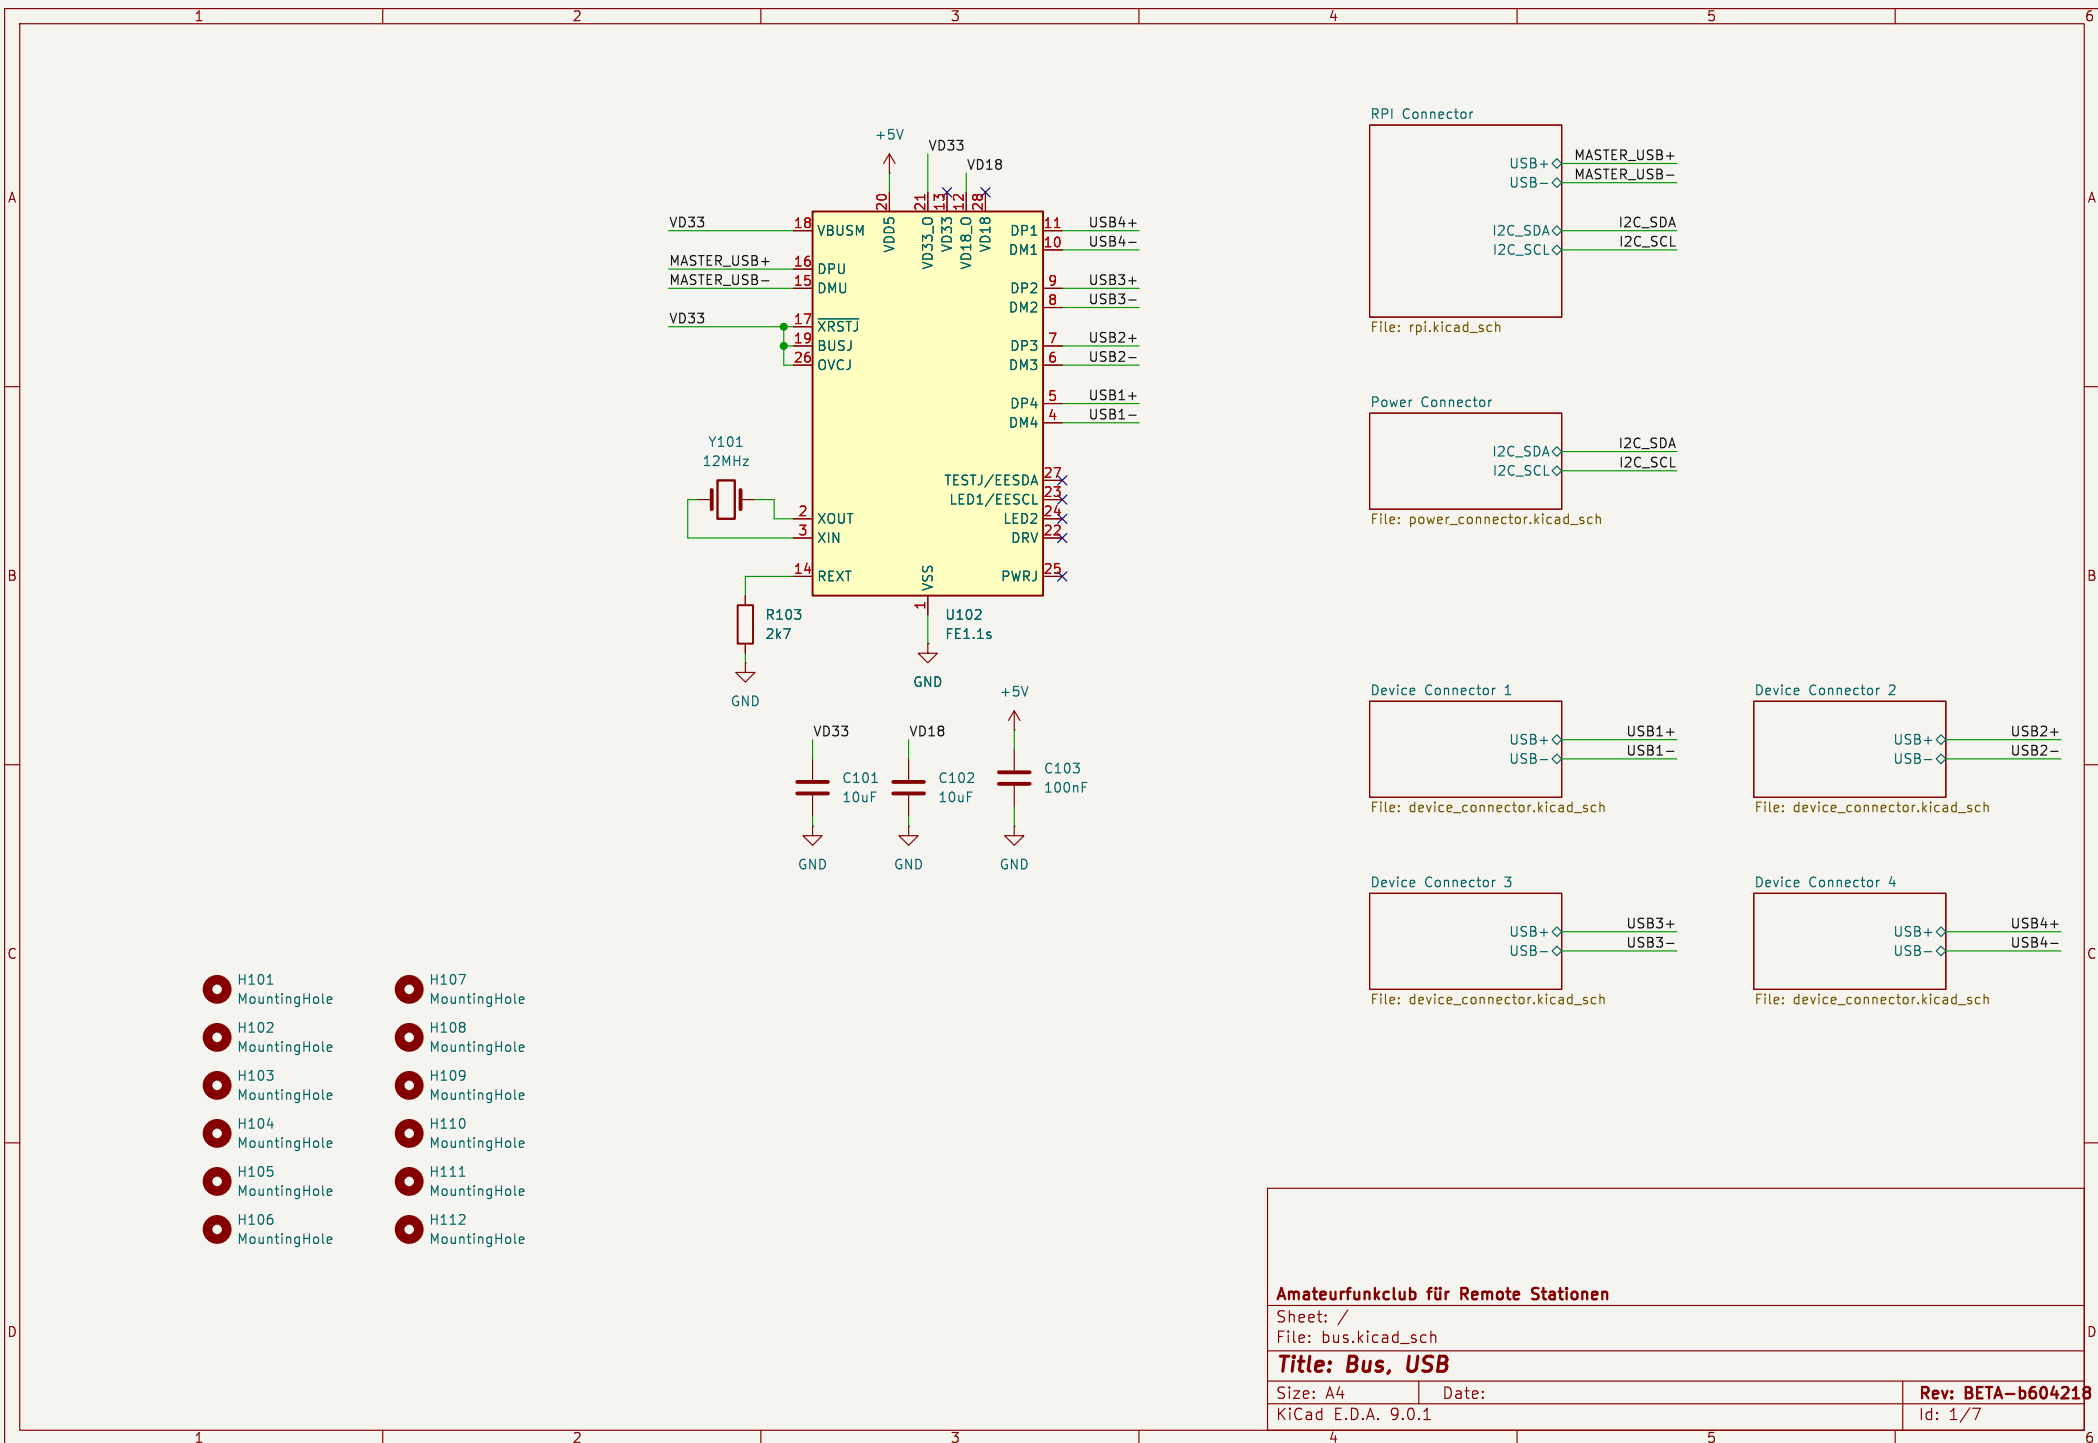 1 2 3 4 5 6
A
B
C
D
A
B
C
D
1 2 3 4 5 6
+5V
VD33
VD18
20
21
13
12
28
VDD5
VD33_O
VD33
VD18_O
VD18
VD33
18 VBUSM
MASTER_USB+
16 DPU
MASTER_USB-
15 DMU
VD33
17 XRSTJ
19 BUSJ
26 OVCJ
Y101
12MHz
2 XOUT
3 XIN
14 REXT
R103
2k7
GND
DP1 11 USB4+
DM1 10 USB4-
DP2 9 USB3+
DM2 8 USB3-
DP3 7 USB2+
DM3 6 USB2-
DP4 5 USB1+
DM4 4 USB1-
TESTJ/EESDA 27
LED1/EESCL 23
LED2 24
DRV 22
PWRJ 25
VSS
1
U102
FE1.1s
GND
VD33
C101
10uF
GND
VD18
C102
10uF
GND
+5V
C103
100nF
GND
RPI Connector
USB+ MASTER_USB+
USB- MASTER_USB-
I2C_SDA I2C_SDA
I2C_SCL I2C_SCL
File: rpi.kicad_sch
Power Connector
I2C_SDA I2C_SDA
I2C_SCL I2C_SCL
File: power_connector.kicad_sch
Device Connector 1
USB+ USB1+
USB- USB1-
File: device_connector.kicad_sch
Device Connector 2
USB+ USB2+
USB- USB2-
File: device_connector.kicad_sch
Device Connector 3
USB+ USB3+
USB- USB3-
File: device_connector.kicad_sch
Device Connector 4
USB+ USB4+
USB- USB4-
File: device_connector.kicad_sch
H101
MountingHole
H102
MountingHole
H103
MountingHole
H104
MountingHole
H105
MountingHole
H106
MountingHole
H107
MountingHole
H108
MountingHole
H109
MountingHole
H110
MountingHole
H111
MountingHole
H112
MountingHole
Amateurfunkclub für Remote Stationen
Sheet: /
File: bus.kicad_sch
Title: Bus, USB
Size: A4 Date: Rev: BETA-b604218
KiCad E.D.A. 9.0.1 Id: 1/7